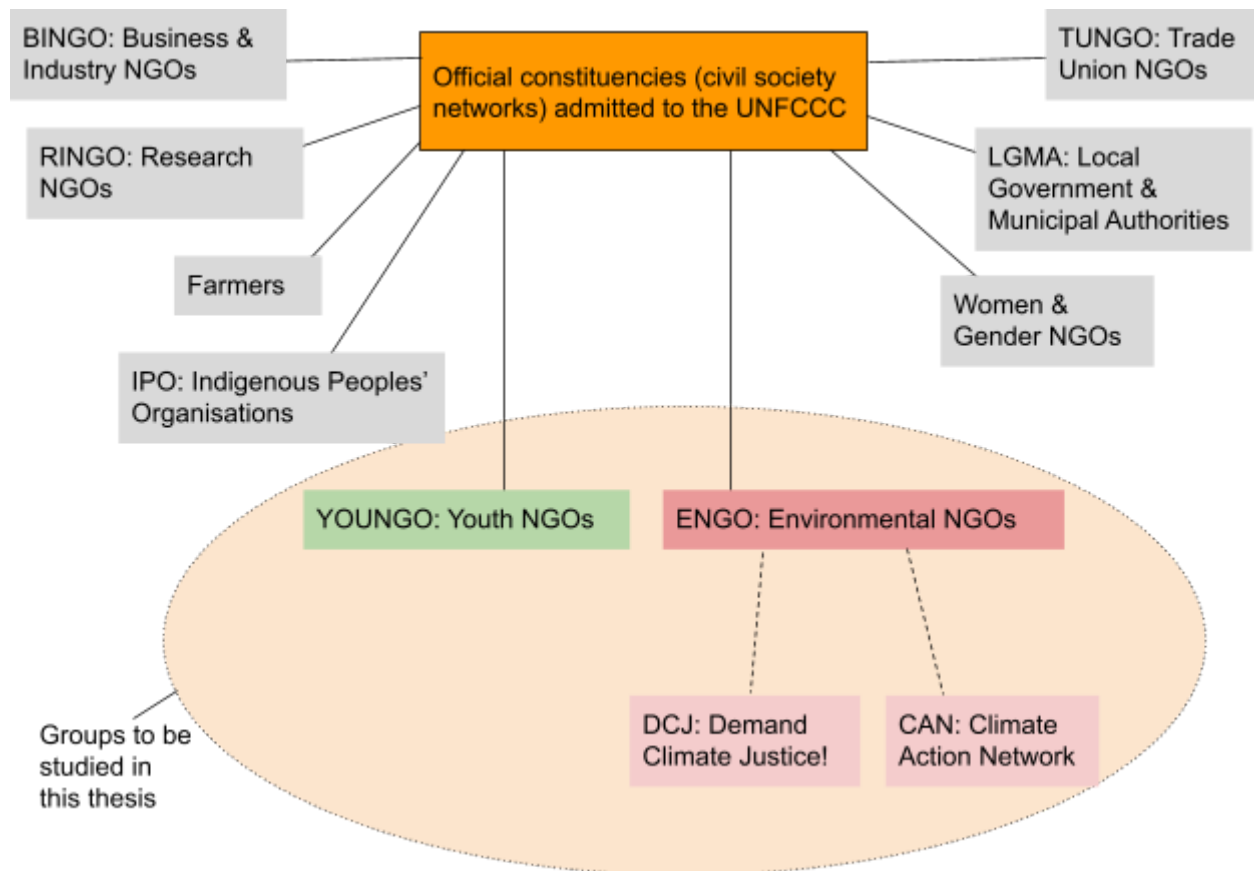 BINGO: Business &
Industry NGOs
Official constituencies (civil society
networks) admitted to the UNFCCC
TUNGO: Trade
Union NGOs
RINGO: Research
NGOs
LGMA: Local
Government &
Municipal Authorities
Farmers
Women &
Gender NGOs
IPO: Indigenous Peoples’
Organisations
YOUNGO: Youth NGOs
ENGO: Environmental NGOs
DCJ: Demand
Climate Justice!
CAN: Climate
Action Network
Groups to be
studied in
this thesis